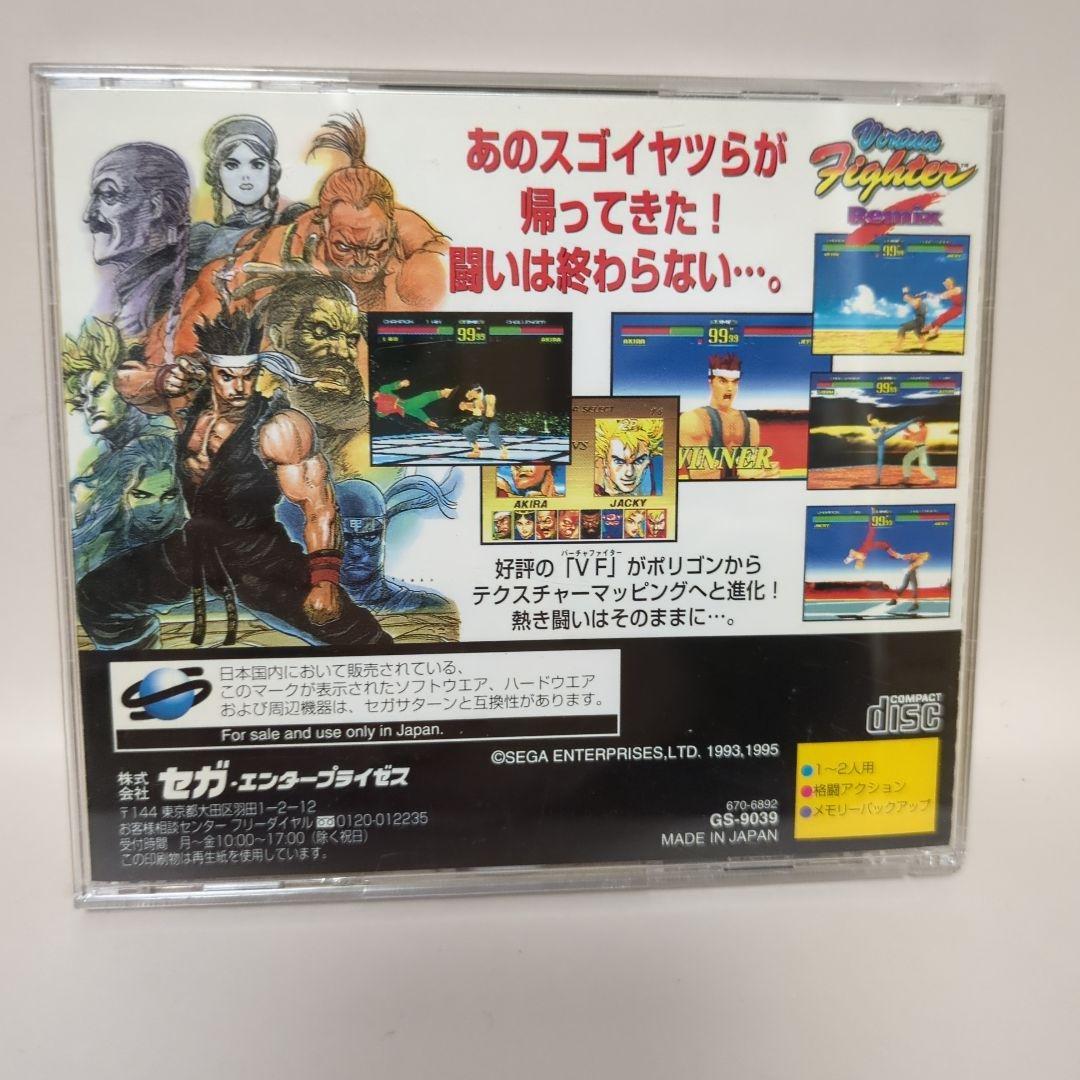 あのスゴイヤツらが
帰ってきた！
闘いは終わらない…。
Virtua
Fighter™
Remix
AKIRA
WINNER
A SELECT
VS
2P
AKIRA
JACKY
バーチャファイター
好評の「VF」がポリゴンから
テクスチャーマッピングへと進化！
熱き闘いはそのままに…。
日本国内において販売されている、
このマークが表示されたソフトウエア、ハードウエア
および周辺機器は、セガサターンと互換性があります。
For sale and use only in Japan.
COMPACT
disc
©SEGA ENTERPRISES,LTD. 1993,1995
株式会社 セガ・エンタープライゼス
〒144 東京都大田区羽田1-2-12
お客様相談センター フリーダイヤル 0120-012235
受付時間 月〜金10:00〜17:00（除く祝日）
この印刷物は再生紙を使用しています。
670-6892
GS-9039
MADE IN JAPAN
1〜2人用
格闘アクション
メモリーバックアップ